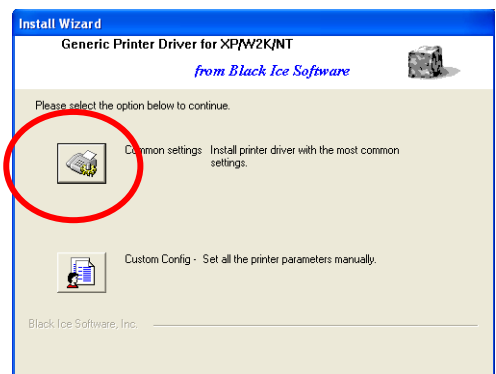 Install Wizard
Generic Printer Driver for XP/W2K/NT
from Black Ice Software
Please select the option below to continue.
Common settings Install printer driver with the most common
settings.
Custom Config - Set all the printer parameters manually.
Black Ice Software, Inc.